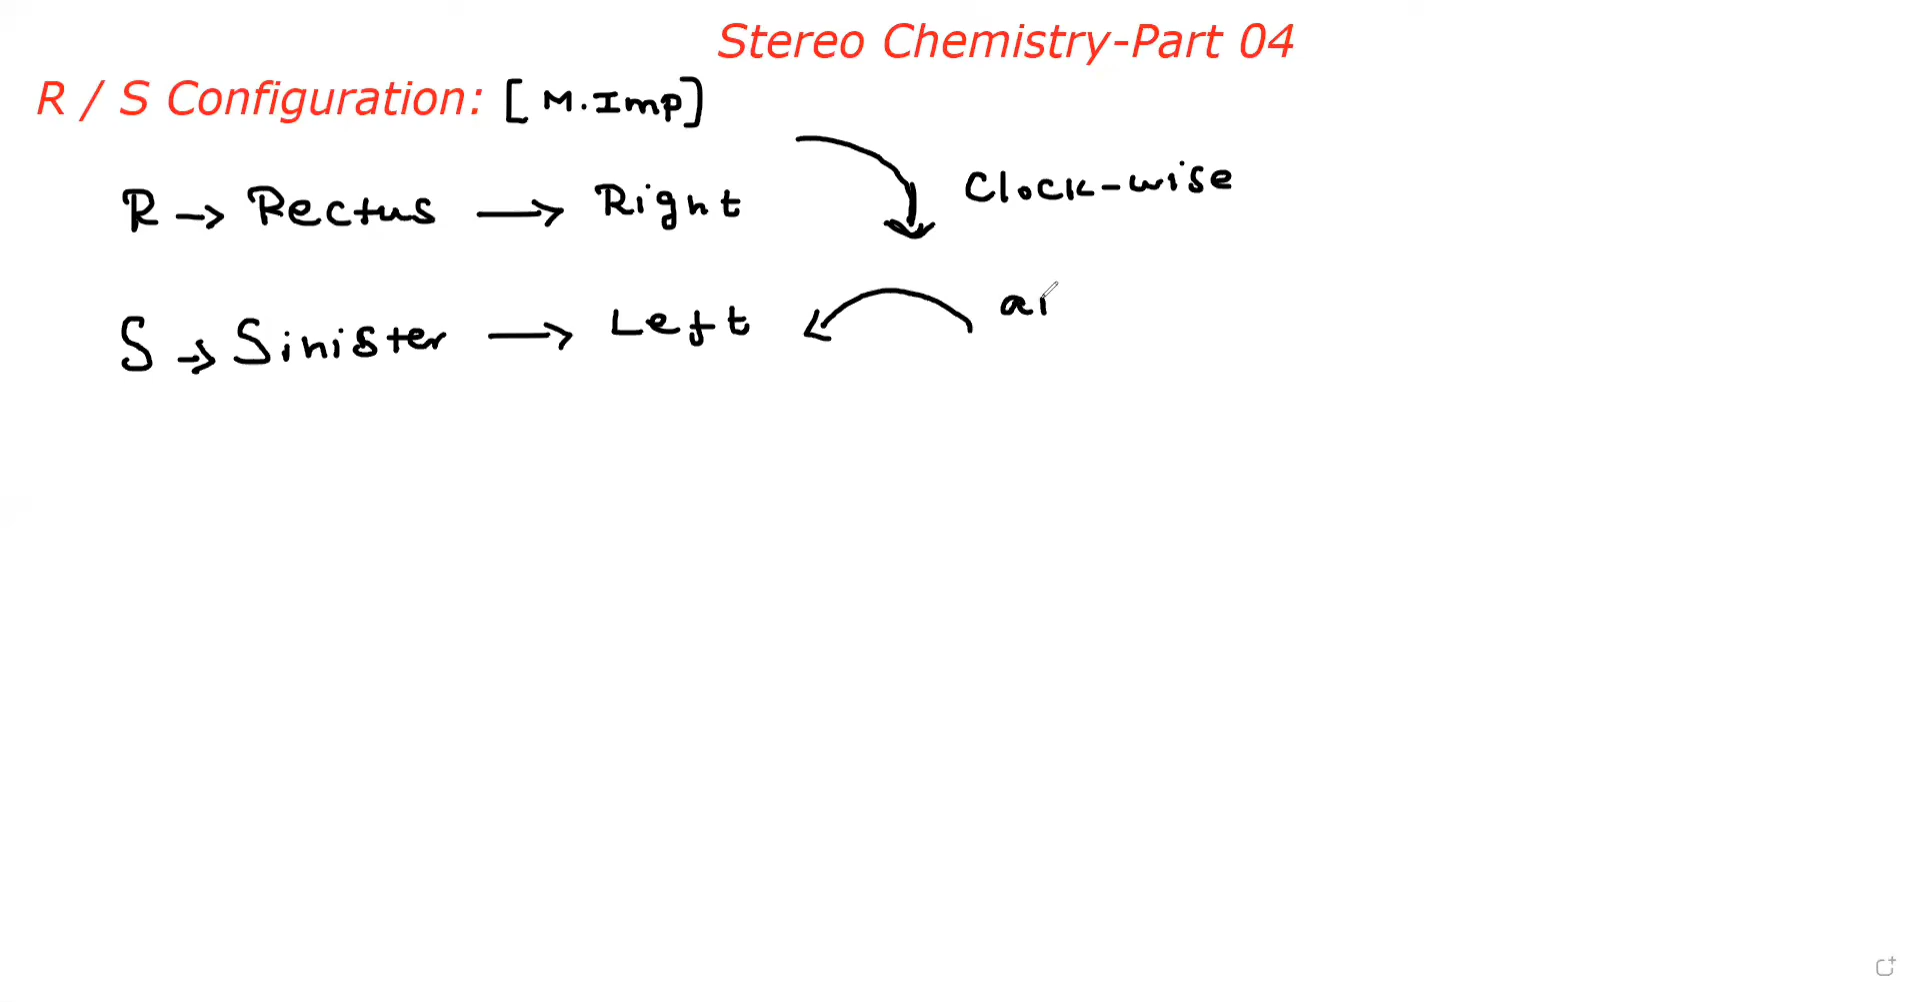 Stereo Chemistry-Part 04
R / S Configuration: [M.Imp]
R → Rectus → Right Clock-wise
S → Sinister → Left